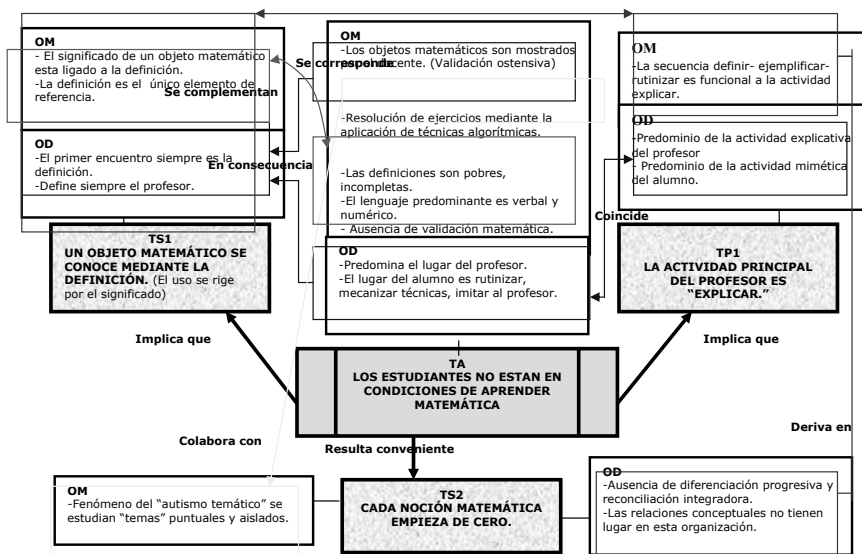 OM
- El significado de un objeto matemático
esta ligado a la definición.
-La definición es el único elemento de
referencia.
Se complementan
OD
-El primer encuentro siempre es la
definición.
-Define siempre el profesor.
En consecuencia
TS1
UN OBJETO MATEMÁTICO SE
CONOCE MEDIANTE LA
DEFINICIÓN. (El uso se rige
por el significado)
OM
-Los objetos matemáticos son mostrados
docente. (Validación ostensiva)
Se corresponde
-Resolución de ejercicios mediante la
aplicación de técnicas algorítmicas.
-Las definiciones son pobres,
incompletas.
-El lenguaje predominante es verbal y
numérico.
- Ausencia de validación matemática.
OD
-Predomina el lugar del profesor.
-El lugar del alumno es rutinizar,
mecanizar técnicas, imitar al profesor.
Coincide
OM
-La secuencia definir- ejemplificar-
rutinizar es funcional a la actividad
explicar.
OD
-Predominio de la actividad explicativa
del profesor
- Predominio de la actividad mimética
del alumno.
TP1
LA ACTIVIDAD PRINCIPAL
DEL PROFESOR ES
“EXPLICAR.”
Implica que
Implica que
TA
LOS ESTUDIANTES NO ESTAN EN
CONDICIONES DE APRENDER
MATEMÁTICA
Colabora con
Resulta conveniente
Deriva en
OM
-Fenómeno del “autismo temático” se
estudian “temas” puntuales y aislados.
TS2
CADA NOCIÓN MATEMÁTICA
EMPIEZA DE CERO.
OD
-Ausencia de diferenciación progresiva y
reconciliación integradora.
-Las relaciones conceptuales no tienen
lugar en esta organización.